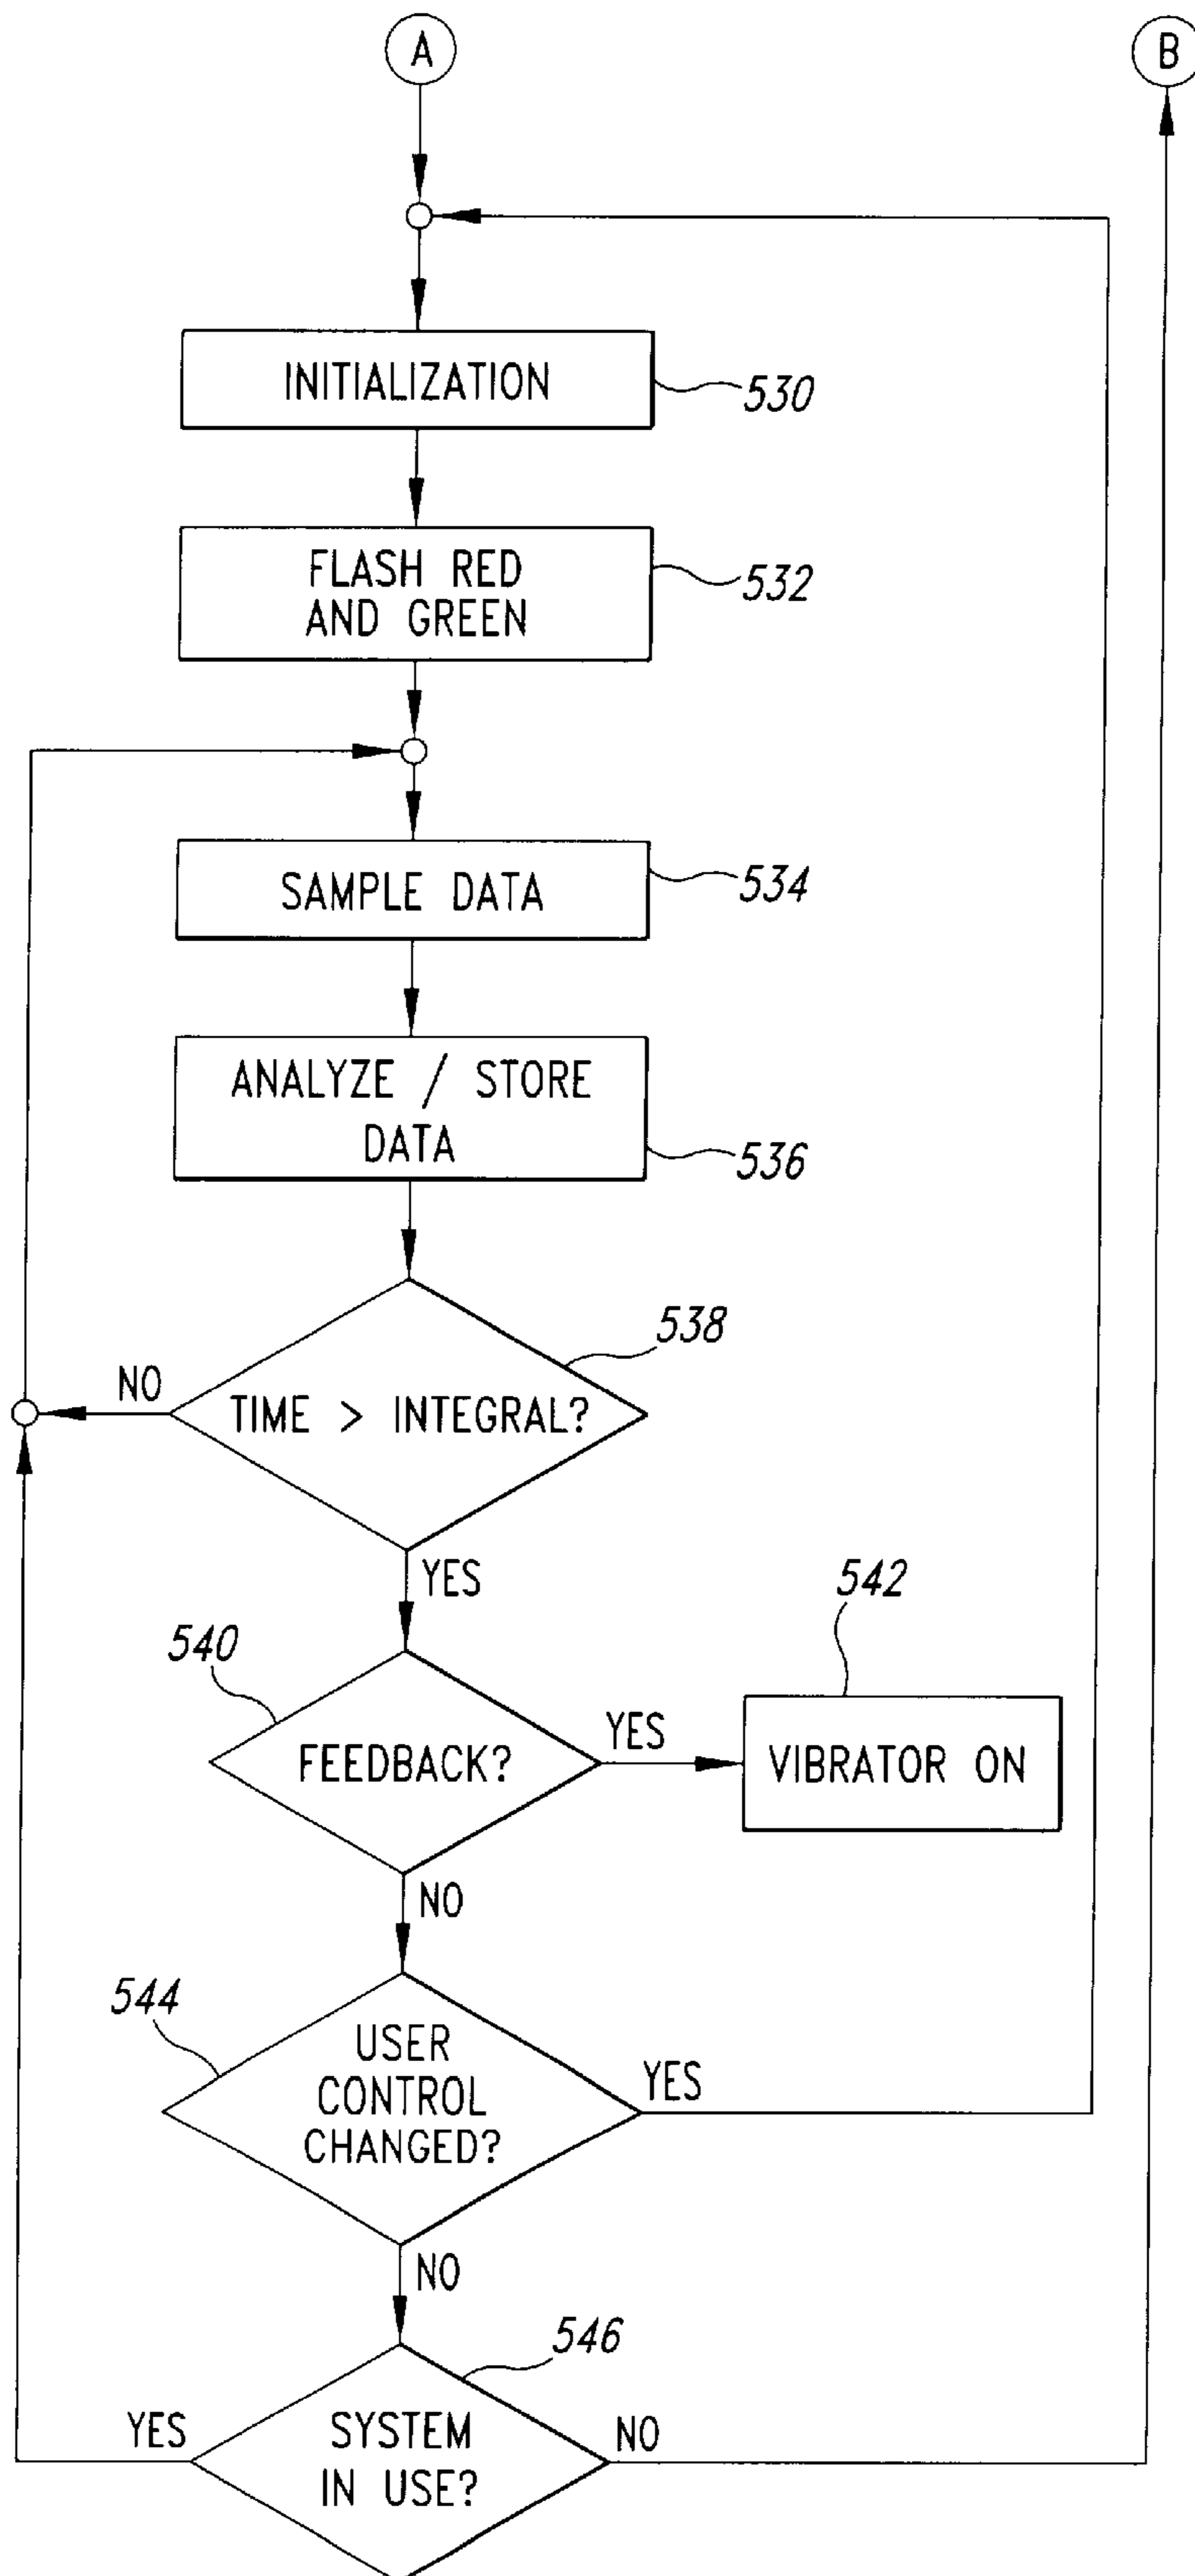 A
B
INITIALIZATION
530
FLASH RED
AND GREEN
532
SAMPLE DATA
534
ANALYZE / STORE
DATA
536
538
NO
TIME > INTEGRAL?
YES
542
540
YES
FEEDBACK?
VIBRATOR ON
NO
544
USER
CONTROL
CHANGED?
YES
NO
546
YES
SYSTEM
IN USE?
NO